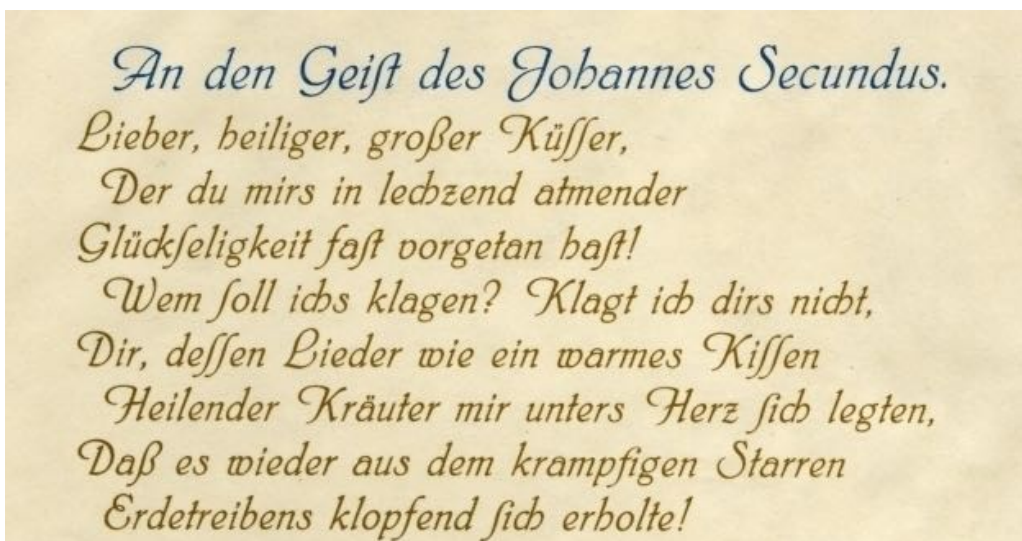 An den Geiſt des Johannes Secundus.
Lieber, heiliger, großer Küſſer,
Der du mirs in lechzend atmender
Glückſeligkeit faſt vorgetan haſt!
Wem ſoll ichs klagen? Klagt ich dirs nicht,
Dir, deſſen Lieder wie ein warmes Kiſſen
Heilender Kräuter mir unters Herz ſich legten,
Daß es wieder aus dem krampfigen Starren
Erdetreibens klopfend ſich erholte!